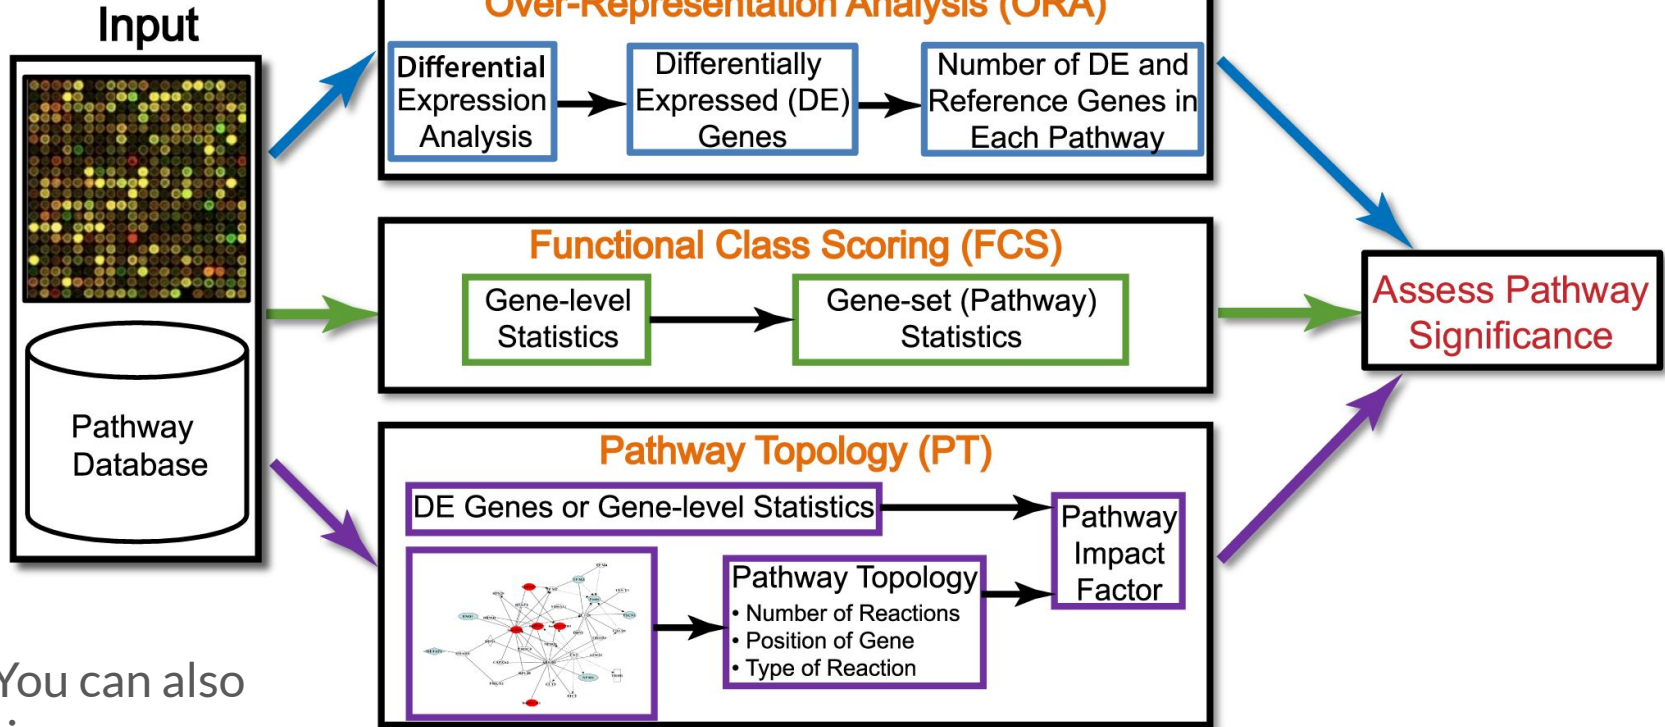 Input
Pathway
Database
Over-Representation Analysis (ORA)
Differential
Expression
Analysis
Differentially
Expressed (DE)
Genes
Number of DE and
Reference Genes in
Each Pathway
Functional Class Scoring (FCS)
Gene-level
Statistics
Gene-set (Pathway)
Statistics
Pathway Topology (PT)
DE Genes or Gene-level Statistics
Pathway Topology
• Number of Reactions
• Position of Gene
• Type of Reaction
Pathway
Impact
Factor
Assess Pathway
Significance
You can also